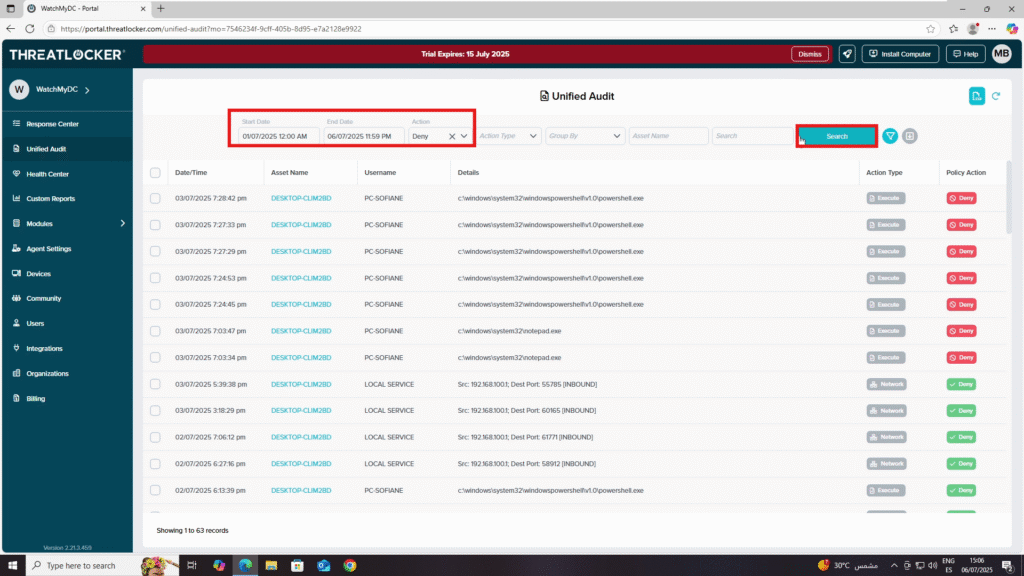 WatchMyDC - Portal
https://portal.threatlocker.com/unified-audit?mo=7546234f-9cff-405b-8d95-e7a2128e9922
THREATLOCKER
Trial Expires: 15 July 2025
Dismiss
Install Computer
Help
MB
W WatchMyDC
Response Center
Unified Audit
Health Center
Custom Reports
Modules
Agent Settings
Devices
Community
Users
Integrations
Organizations
Billing
Version 2.21.3.459
Unified Audit
Start Date End Date Action
01/07/2025 12:00 AM 06/07/2025 11:59 PM Deny Action Type Group By Asset Name Search Search
Date/Time Asset Name Username Details Action Type Policy Action
03/07/2025 7:28:42 pm DESKTOP-CLIM2BD PC-SOFIANE c:\windows\system32\windowspowershell\v1.0\powershell.exe Execute Deny
03/07/2025 7:27:33 pm DESKTOP-CLIM2BD PC-SOFIANE c:\windows\system32\windowspowershell\v1.0\powershell.exe Execute Deny
03/07/2025 7:27:29 pm DESKTOP-CLIM2BD PC-SOFIANE c:\windows\system32\windowspowershell\v1.0\powershell.exe Execute Deny
03/07/2025 7:24:53 pm DESKTOP-CLIM2BD PC-SOFIANE c:\windows\system32\windowspowershell\v1.0\powershell.exe Execute Deny
03/07/2025 7:24:45 pm DESKTOP-CLIM2BD PC-SOFIANE c:\windows\system32\windowspowershell\v1.0\powershell.exe Execute Deny
03/07/2025 7:03:47 pm DESKTOP-CLIM2BD PC-SOFIANE c:\windows\system32\notepad.exe Execute Deny
03/07/2025 7:03:34 pm DESKTOP-CLIM2BD PC-SOFIANE c:\windows\system32\notepad.exe Execute Deny
03/07/2025 5:39:38 pm DESKTOP-CLIM2BD LOCAL SERVICE Src: 192.168.100.1; Dest Port: 55785 [INBOUND] Network Deny
03/07/2025 3:18:29 pm DESKTOP-CLIM2BD LOCAL SERVICE Src: 192.168.100.1; Dest Port: 60165 [INBOUND] Network Deny
02/07/2025 7:06:12 pm DESKTOP-CLIM2BD LOCAL SERVICE Src: 192.168.100.1; Dest Port: 61771 [INBOUND] Network Deny
02/07/2025 6:27:16 pm DESKTOP-CLIM2BD LOCAL SERVICE Src: 192.168.100.1; Dest Port: 58912 [INBOUND] Network Deny
02/07/2025 6:13:39 pm DESKTOP-CLIM2BD PC-SOFIANE c:\windows\system32\windowspowershell\v1.0\powershell.exe Execute Deny
Showing 1 to 63 records
Type here to search
30°C مشمس
ENG
ES
15:06
06/07/2025